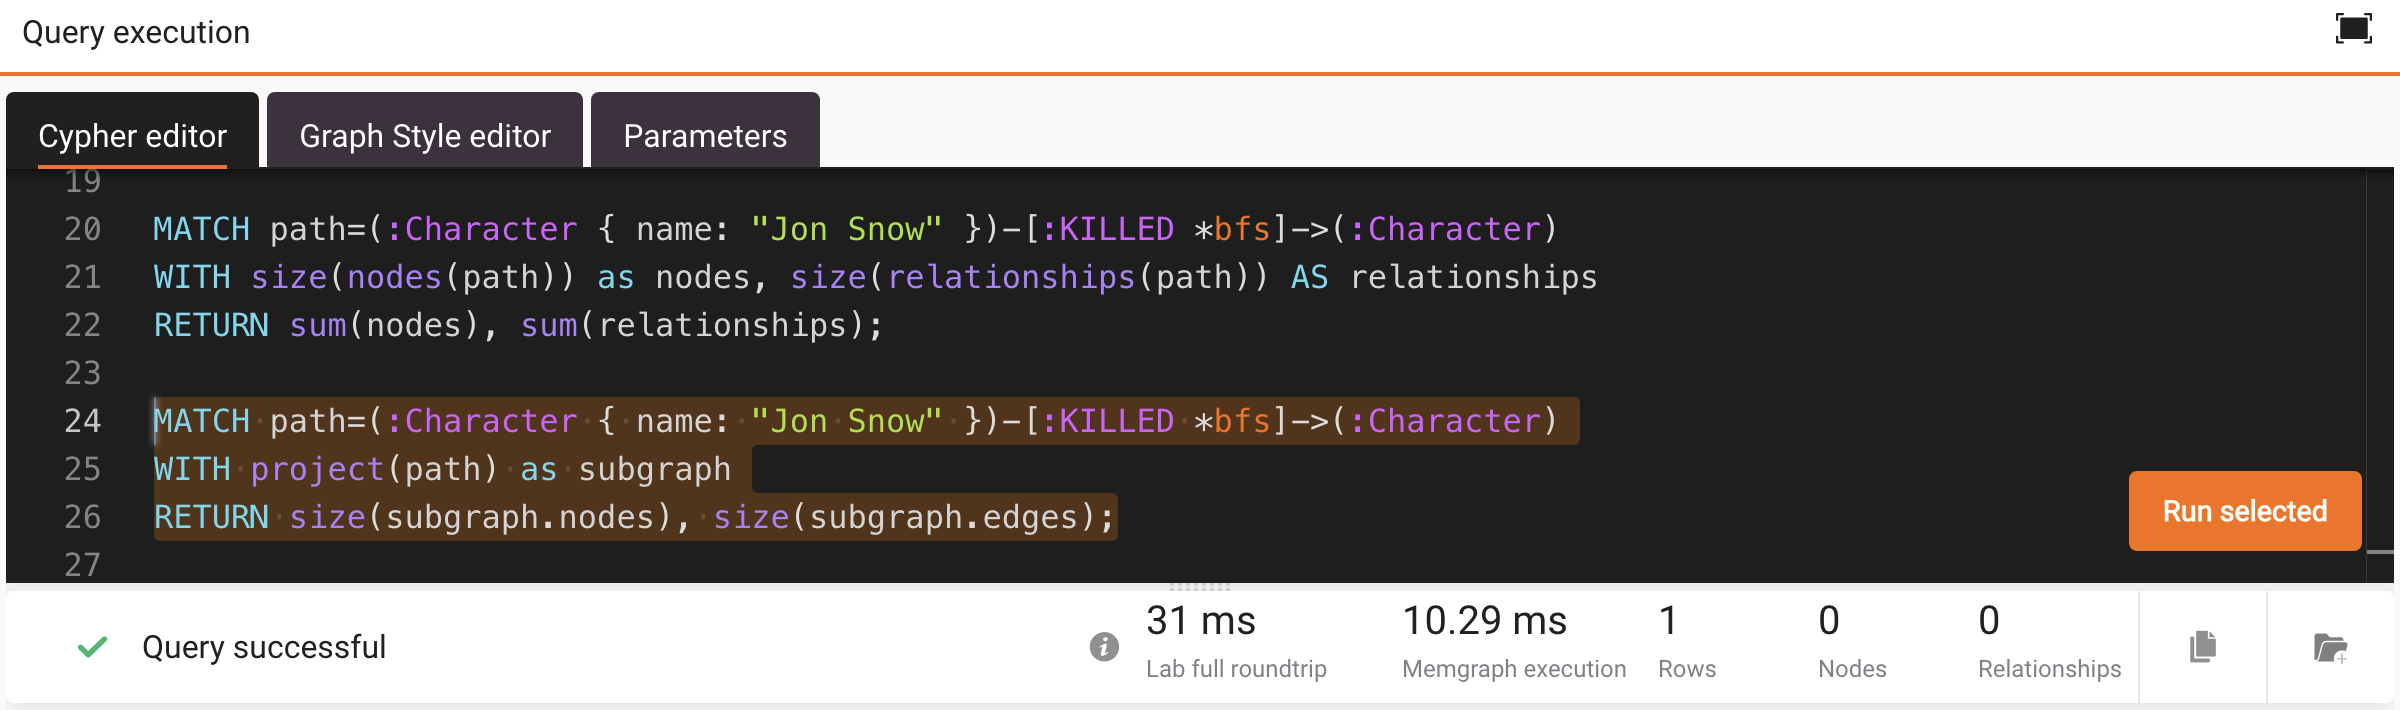 Query execution
Cypher editor Graph Style editor Parameters
19
20 MATCH path=(:Character { name: "Jon Snow" })-[:KILLED *bfs]->(:Character)
21 WITH size(nodes(path)) as nodes, size(relationships(path)) AS relationships
22 RETURN sum(nodes), sum(relationships);
23
24 MATCH path=(:Character { name: "Jon Snow" })-[:KILLED *bfs]->(:Character)
25 WITH project(path) as subgraph
26 RETURN size(subgraph.nodes), size(subgraph.edges);
27
Run selected
Query successful
31 ms 10.29 ms 1 0 0
Lab full roundtrip Memgraph execution Rows Nodes Relationships